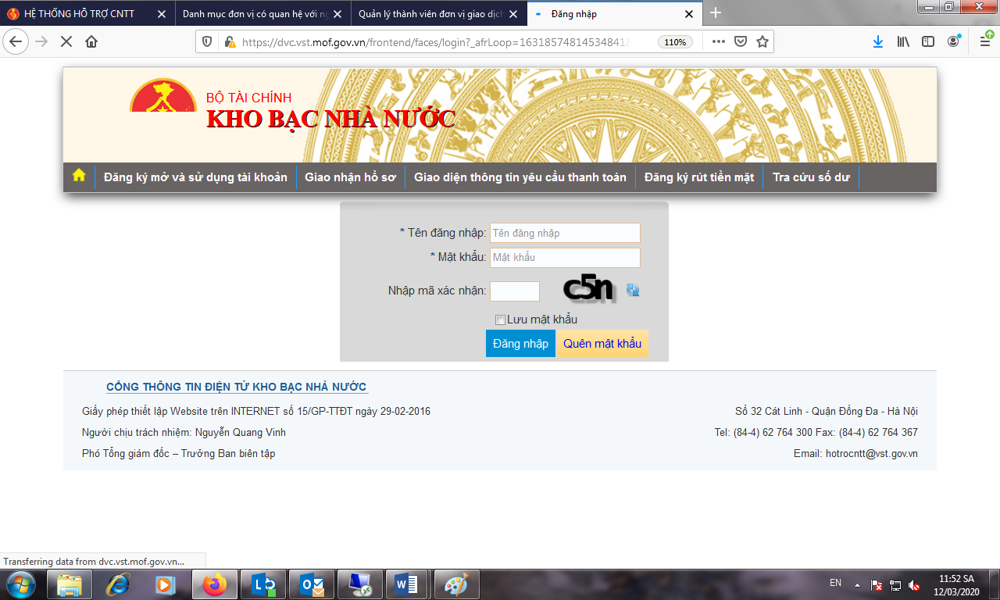 HỆ THỐNG HỖ TRỢ CNTT
Danh mục đơn vị có quan hệ với ng
Quản lý thành viên đơn vị giao dịch
Đăng nhập
https://dvc.vst.mof.gov.vn/frontend/faces/login?_afrLoop=163185748145348418
110%
BỘ TÀI CHÍNH
KHO BẠC NHÀ NƯỚC
Đăng ký mở và sử dụng tài khoản
Giao nhận hồ sơ
Giao diện thông tin yêu cầu thanh toán
Đăng ký rút tiền mặt
Tra cứu số dư
* Tên đăng nhập: Tên đăng nhập
* Mật khẩu: Mật khẩu
Nhập mã xác nhận: c5n
Lưu mật khẩu
Đăng nhập Quên mật khẩu
CỔNG THÔNG TIN ĐIỆN TỬ KHO BẠC NHÀ NƯỚC
Giấy phép thiết lập Website trên INTERNET số 15/GP-TTĐT ngày 29-02-2016
Số 32 Cát Linh - Quận Đống Đa - Hà Nội
Người chịu trách nhiệm: Nguyễn Quang Vinh
Tel: (84-4) 62 764 300 Fax: (84-4) 62 764 367
Phó Tổng giám đốc – Trưởng Ban biên tập
Email: hotrocntt@vst.gov.vn
Transferring data from dvc.vst.mof.gov.vn...
EN
11:52 SA
12/03/2020